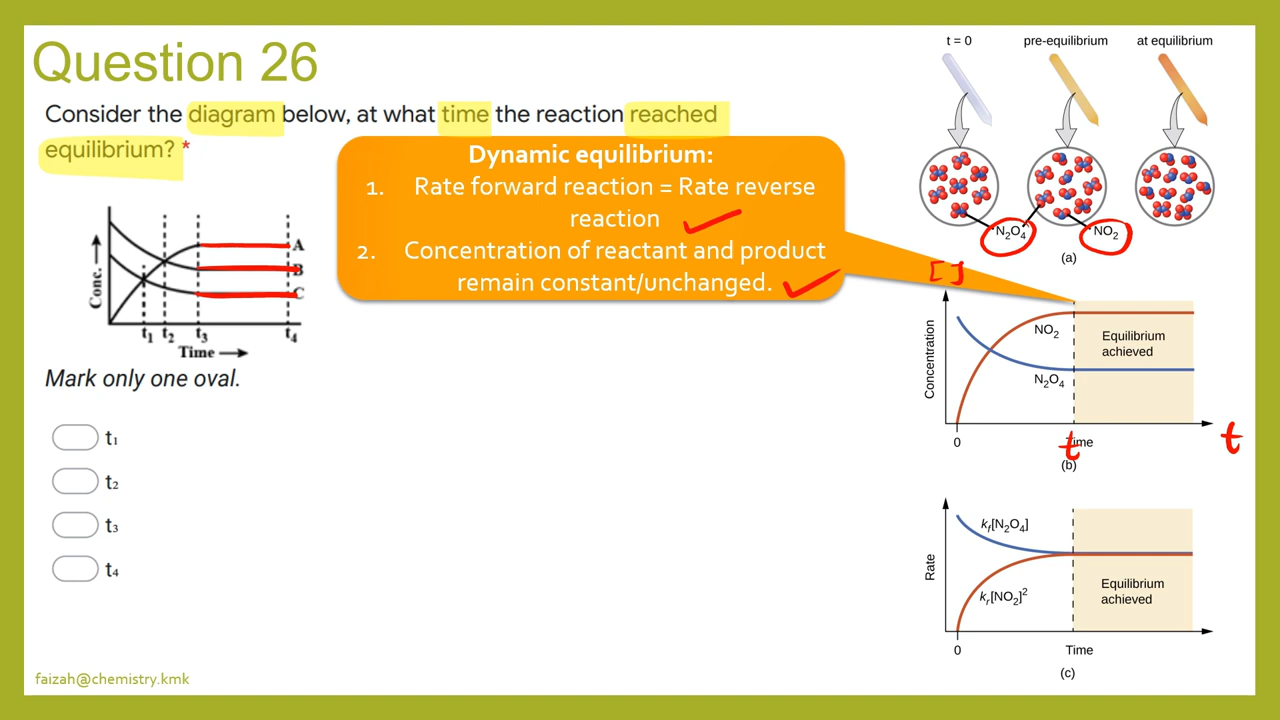 Question 26
Consider the diagram below, at what time the reaction reached
equilibrium? *
Dynamic equilibrium:
1. Rate forward reaction = Rate reverse
reaction
2. Concentration of reactant and product
remain constant/unchanged.
Conc.
A
B
C
t₁ t₂ t₃ t₄
Time
Mark only one oval.
t₁
t₂
t₃
t₄
faizah@chemistry.kmk
t = 0 pre-equilibrium at equilibrium
N₂O₄ NO₂
(a)
[ ]
Concentration
NO₂
N₂O₄
Equilibrium
achieved
0 Time
t t
(b)
Rate
kf[N₂O₄]
kr[NO₂]²
Equilibrium
achieved
0 Time
(c)